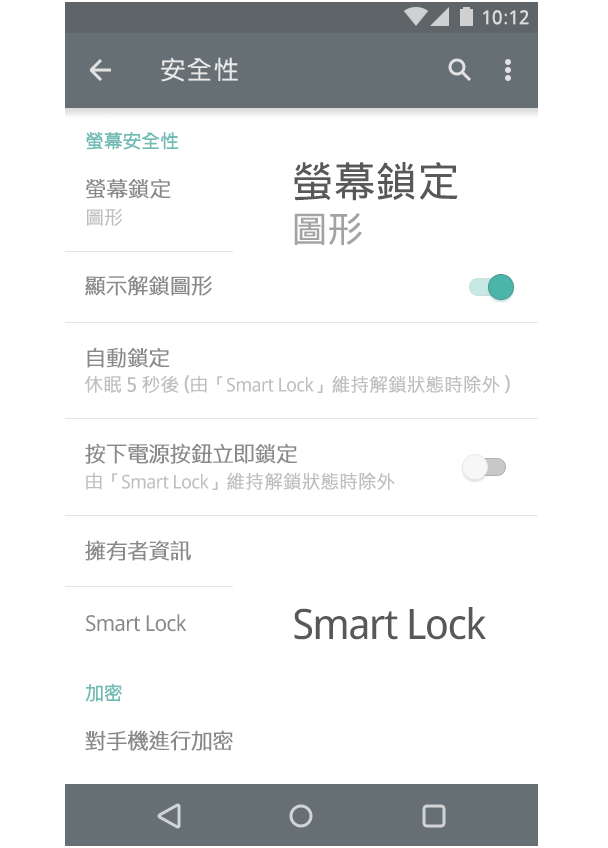 10:12
安全性
螢幕安全性
螢幕鎖定
圖形
螢幕鎖定
圖形
顯示解鎖圖形
自動鎖定
休眠 5 秒後 (由「Smart Lock」維持解鎖狀態時除外 )
按下電源按鈕立即鎖定
由「Smart Lock」維持解鎖狀態時除外
擁有者資訊
Smart Lock
Smart Lock
加密
對手機進行加密